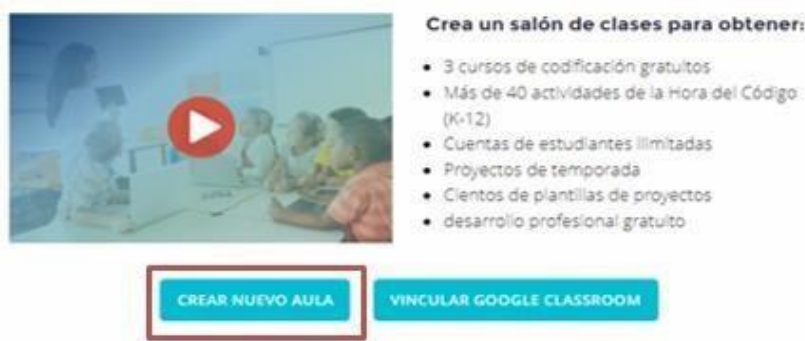 Crea un salón de clases para obtener:
• 3 cursos de codificación gratuitos
• Más de 40 actividades de la Hora del Código
(K-12)
• Cuentas de estudiantes ilimitadas
• Proyectos de temporada
• Cientos de plantillas de proyectos
• desarrollo profesional gratuito
CREAR NUEVO AULA
VINCULAR GOOGLE CLASSROOM